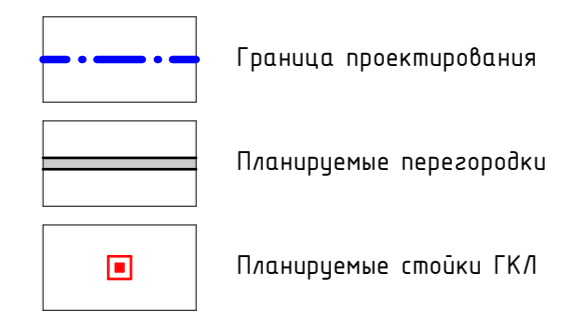 Граница проектирования
Планируемые перегородки
Планируемые стойки ГКЛ